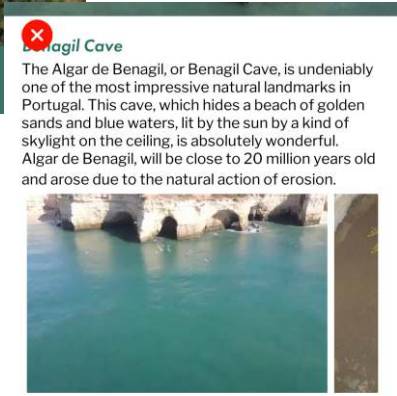 Benagil Cave
The Algar de Benagil, or Benagil Cave, is undeniably
one of the most impressive natural landmarks in
Portugal. This cave, which hides a beach of golden
sands and blue waters, lit by the sun by a kind of
skylight on the ceiling, is absolutely wonderful.
Algar de Benagil, will be close to 20 million years old
and arose due to the natural action of erosion.